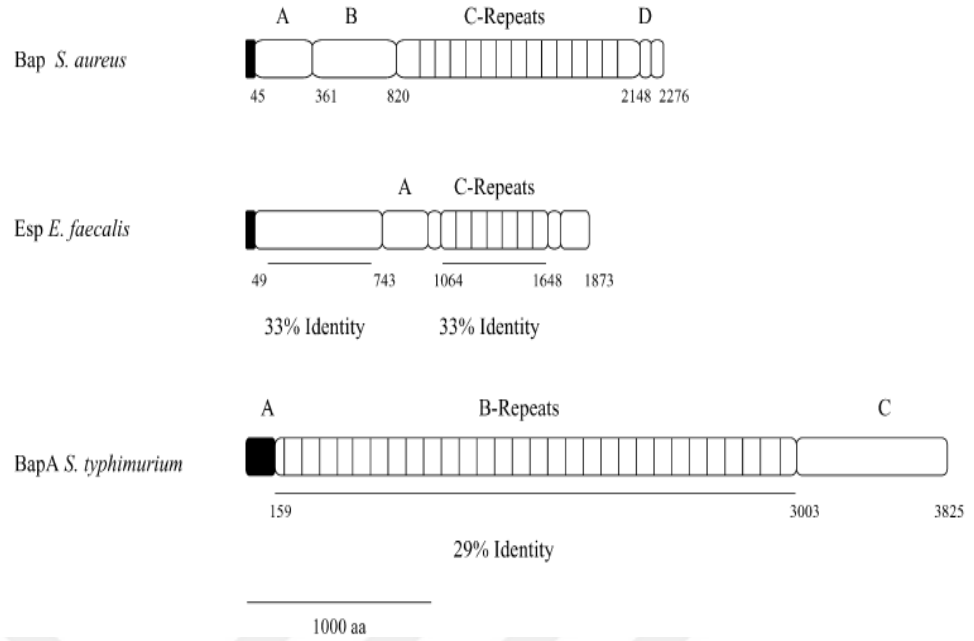 A B C-Repeats D
Bap S. aureus
45 361 820 2148 2276
A C-Repeats
Esp E. faecalis
49 743 1064 1648 1873
33% Identity 33% Identity
A B-Repeats C
BapA S. typhimurium
159 3003 3825
29% Identity
1000 aa